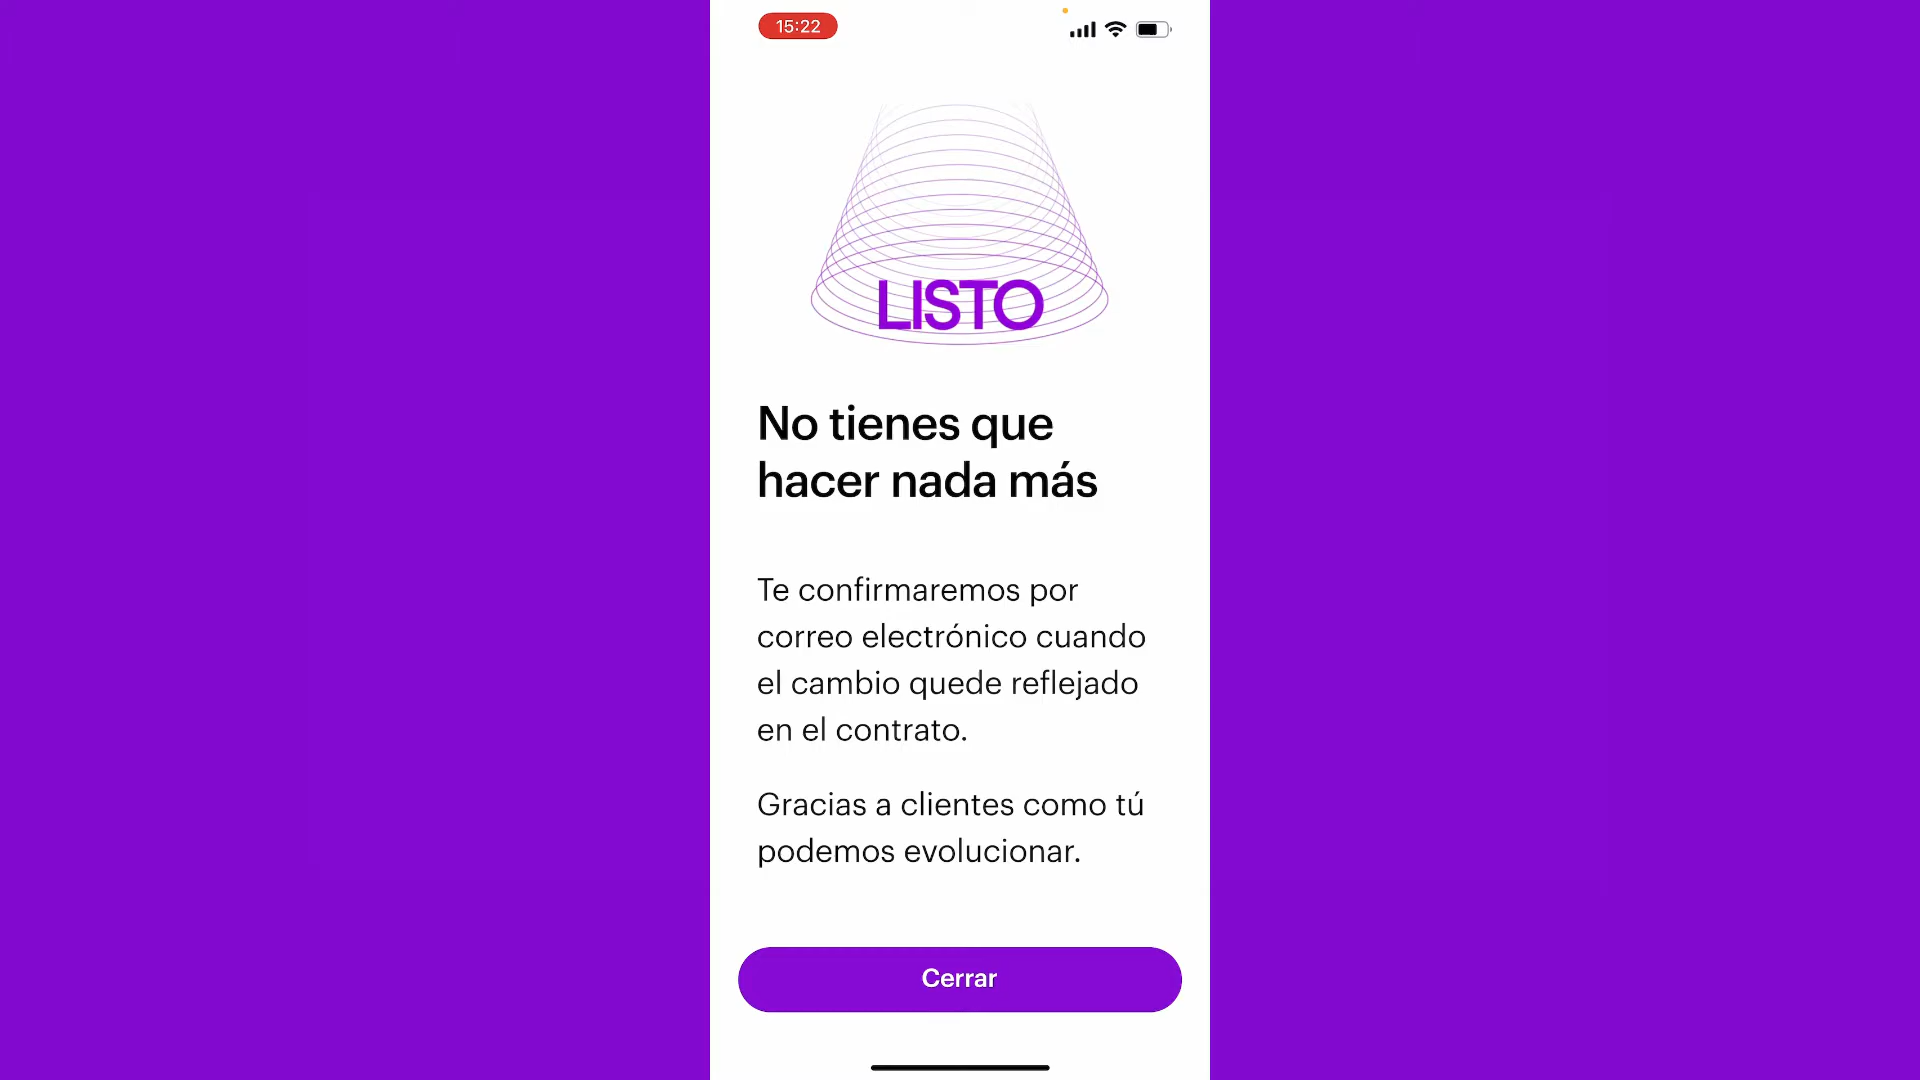 15:22
LISTO
No tienes que
hacer nada más
Te confirmaremos por
correo electrónico cuando
el cambio quede reflejado
en el contrato.
Gracias a clientes como tú
podemos evolucionar.
Cerrar